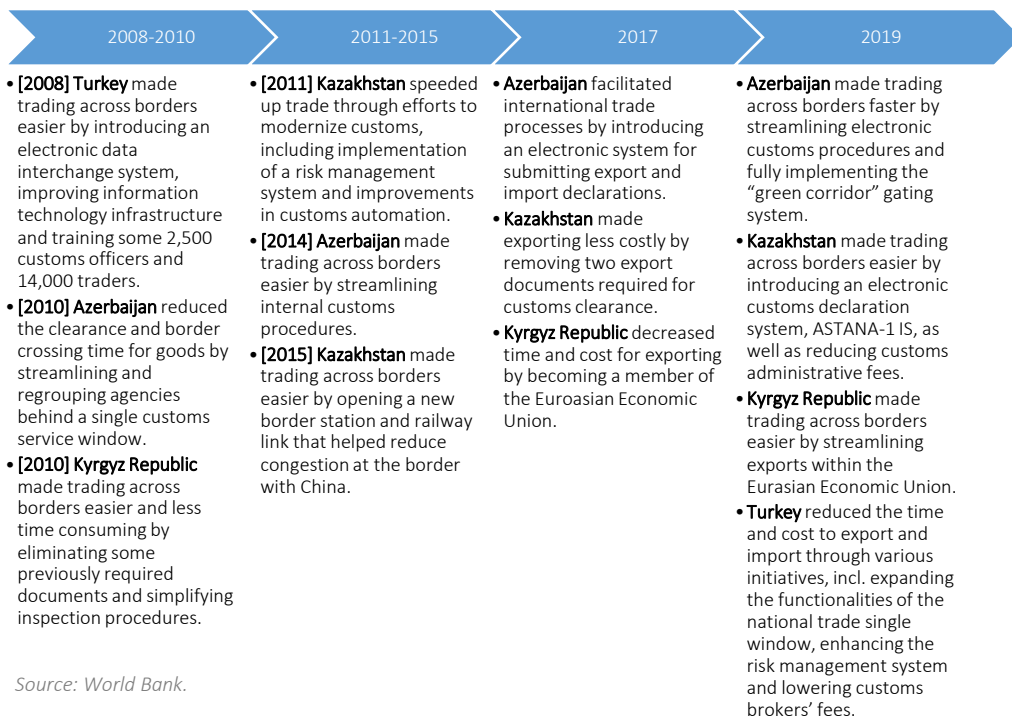 2008-2010
2011-2015
2017
2019
• [2008] Turkey made
trading across borders
easier by introducing an
electronic data
interchange system,
improving information
technology infrastructure
and training some 2,500
customs officers and
14,000 traders.
• [2010] Azerbaijan reduced
the clearance and border
crossing time for goods by
streamlining and
regrouping agencies
behind a single customs
service window.
• [2010] Kyrgyz Republic
made trading across
borders easier and less
time consuming by
eliminating some
previously required
documents and simplifying
inspection procedures.
• [2011] Kazakhstan speeded
up trade through efforts to
modernize customs,
including implementation
of a risk management
system and improvements
in customs automation.
• [2014] Azerbaijan made
trading across borders
easier by streamlining
internal customs
procedures.
• [2015] Kazakhstan made
trading across borders
easier by opening a new
border station and railway
link that helped reduce
congestion at the border
with China.
• Azerbaijan facilitated
international trade
processes by introducing
an electronic system for
submitting export and
import declarations.
• Kazakhstan made
exporting less costly by
removing two export
documents required for
customs clearance.
• Kyrgyz Republic decreased
time and cost for exporting
by becoming a member of
the Euroasian Economic
Union.
• Azerbaijan made trading
across borders faster by
streamlining electronic
customs procedures and
fully implementing the
“green corridor” gating
system.
• Kazakhstan made trading
across borders easier by
introducing an electronic
customs declaration
system, ASTANA-1 IS, as
well as reducing customs
administrative fees.
• Kyrgyz Republic made
trading across borders
easier by streamlining
exports within the
Eurasian Economic Union.
• Turkey reduced the time
and cost to export and
import through various
initiatives, incl. expanding
the functionalities of the
national trade single
window, enhancing the
risk management system
and lowering customs
brokers’ fees.
Source: World Bank.